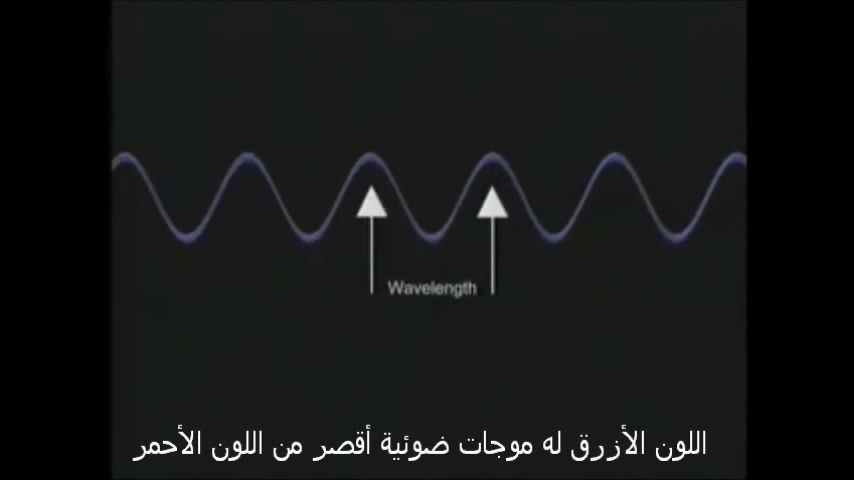 Wavelength
اللون الأزرق له موجات ضوئية أقصر من اللون الأحمر